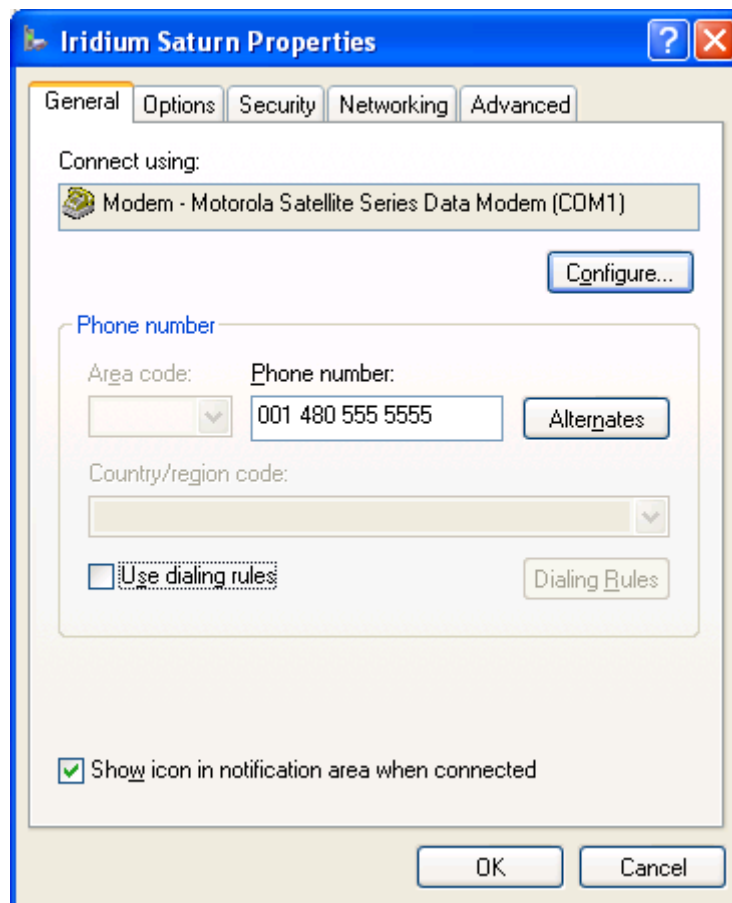 Iridium Saturn Properties
General Options Security Networking Advanced
Connect using:
Modem - Motorola Satellite Series Data Modem (COM1)
Configure...
Phone number
Area code: Phone number:
001 480 555 5555 Alternates
Country/region code:
Use dialing rules Dialing Rules
Show icon in notification area when connected
OK Cancel